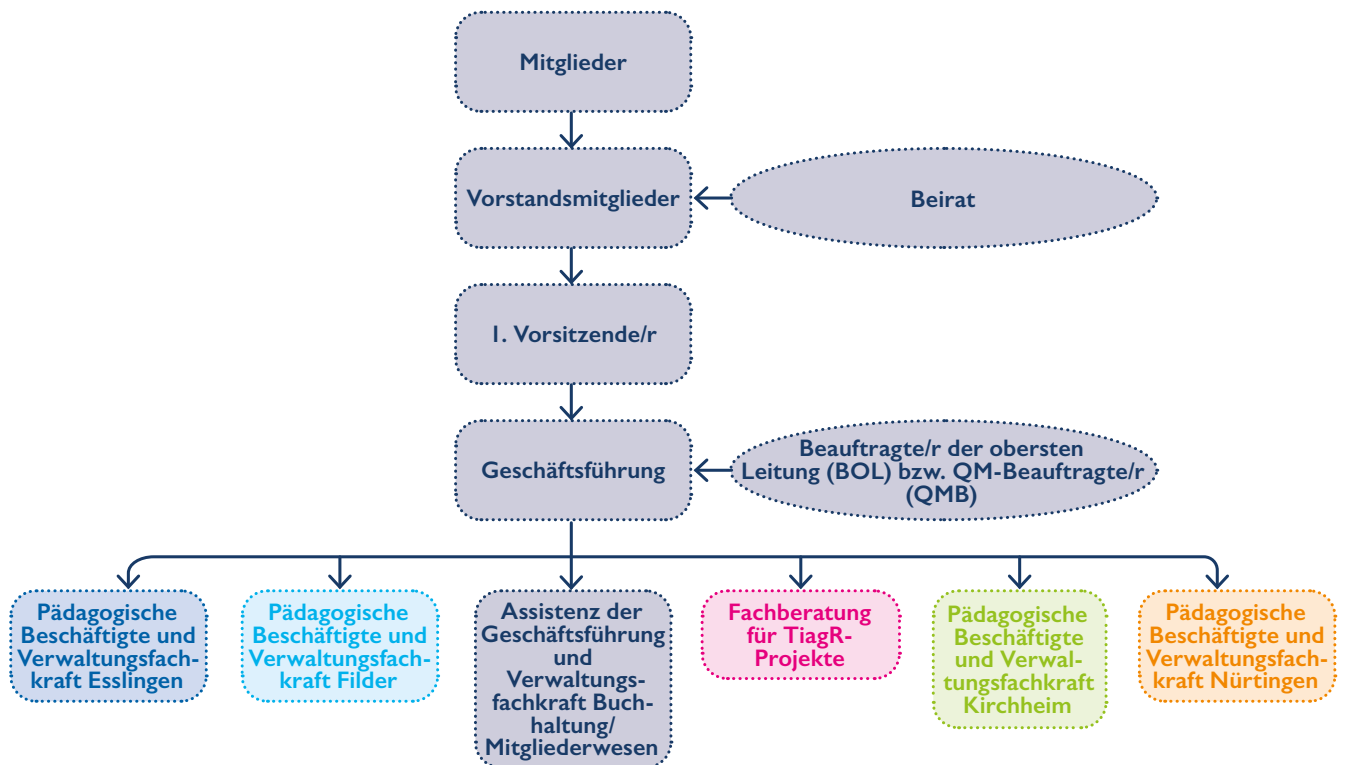 Mitglieder
Vorstandsmitglieder
Beirat
1. Vorsitzende/r
Geschäftsführung
Beauftragte/r der obersten
Leitung (BOL) bzw. QM-Beauftragte/r
(QMB)
Pädagogische
Beschäftigte und
Verwaltungsfach-
kraft Esslingen
Pädagogische
Beschäftigte und
Verwaltungsfach-
kraft Filder
Assistenz der
Geschäftsführung
und
Verwaltungs-
fachkraft Buch-
haltung/
Mitgliederwesen
Fachberatung
für TiagR-
Projekte
Pädagogische
Beschäftigte
und Verwal-
tungsfachkraft
Kirchheim
Pädagogische
Beschäftigte und
Verwaltungsfach-
kraft Nürtingen